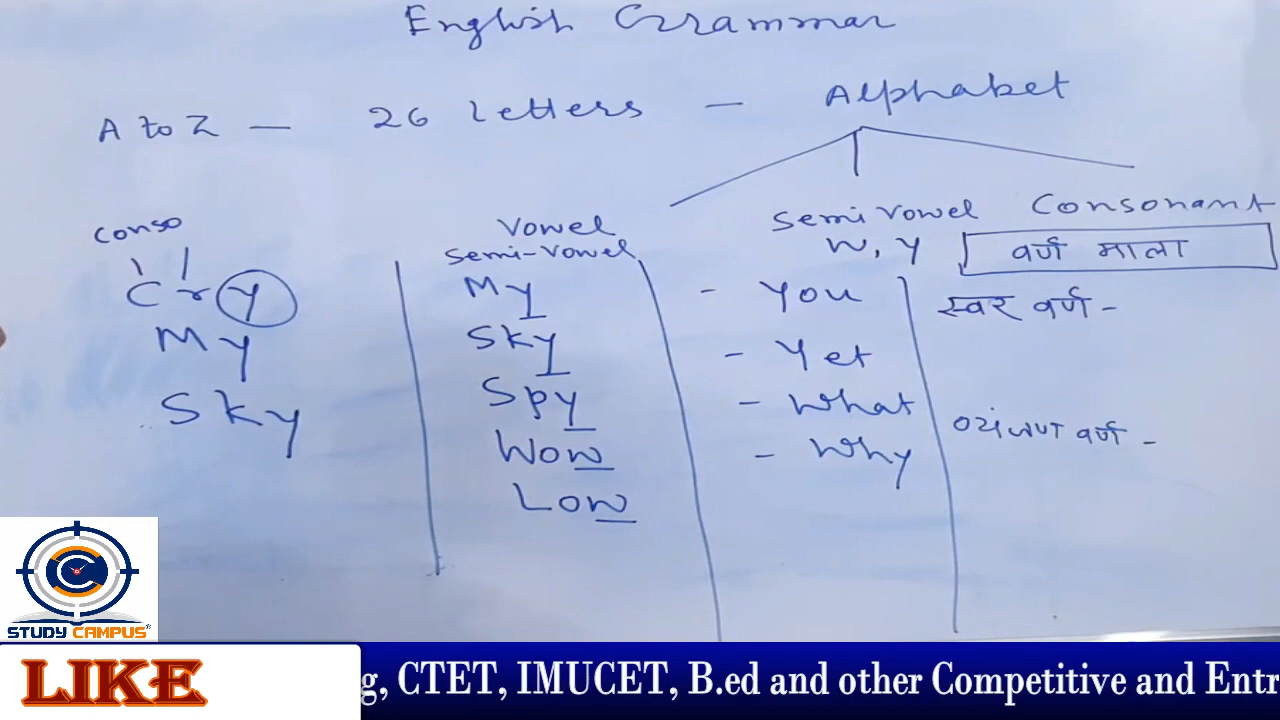 English Grammar
A to Z - 26 Letters - Alphabet
Vowel
Semi Vowel
Consonant
Conso
Cry
My
Sky
Semi-Vowel
My
Sky
Spy
Wow
Low
W, Y
- You
- Yet
- What
- Why
वर्ण माला
स्वर वर्ण -
व्यंजण वर्ण -
STUDY CAMPUS
LIKE
g, CTET, IMUCET, B.ed and other Competitive and Entr